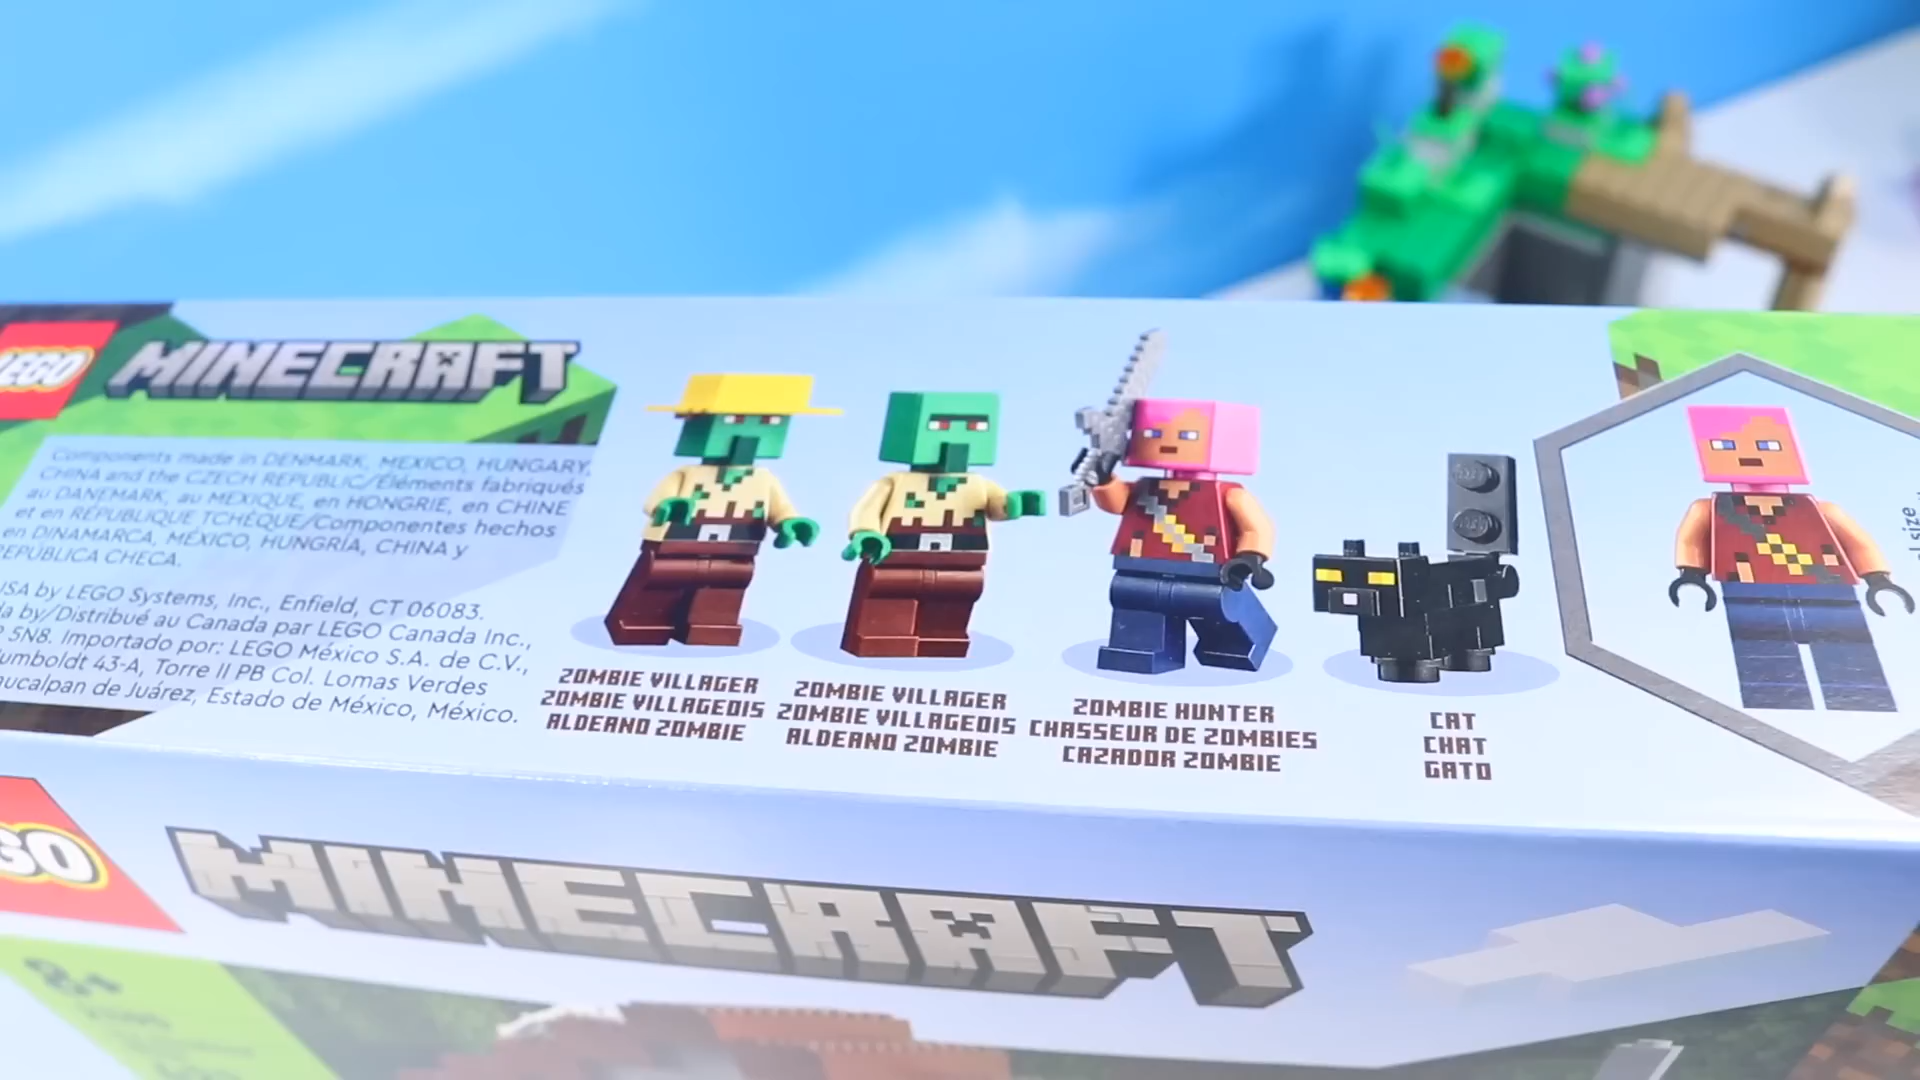 LEGO
MINECRAFT
Components made in DENMARK, MEXICO, HUNGARY,
CHINA and the CZECH REPUBLIC/Éléments fabriqués
au DANEMARK, au MEXIQUE, en HONGRIE, en CHINE
et en RÉPUBLIQUE TCHÈQUE/Componentes hechos
en DINAMARCA, MÉXICO, HUNGRÍA, CHINA y
REPÚBLICA CHECA.
by LEGO Systems, Inc., Enfield, CT 06083.
by/Distribué au Canada par LEGO Canada Inc.,
5N8. Importado por: LEGO México S.A. de C.V.,
43-A, Torre II PB Col. Lomas Verdes
de Juárez, Estado de México, México.
ZOMBIE VILLAGER
ZOMBIE VILLAGEOIS
ALDEANO ZOMBIE
ZOMBIE VILLAGER
ZOMBIE VILLAGEOIS
ALDEANO ZOMBIE
ZOMBIE HUNTER
CHASSEUR DE ZOMBIES
CAZADOR ZOMBIE
CAT
CHAT
GATO
size
GO
MINECRAFT
8+